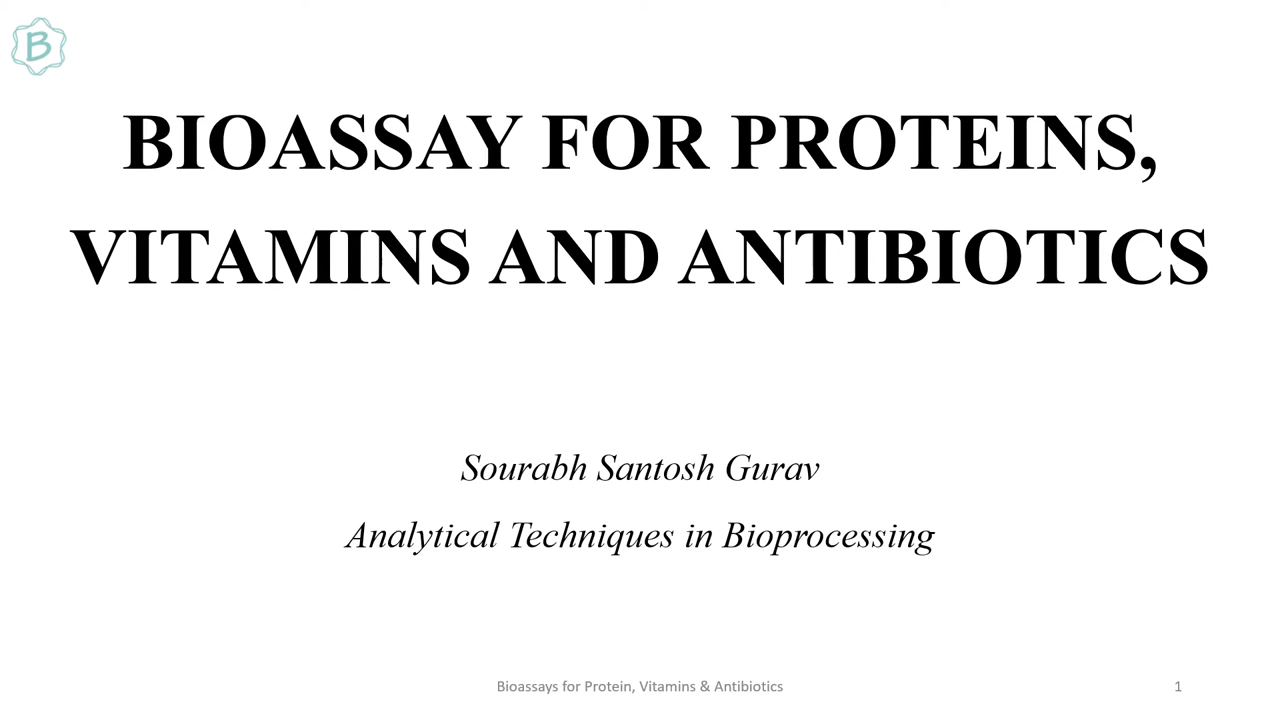 B
BIOASSAY FOR PROTEINS,
VITAMINS AND ANTIBIOTICS
Sourabh Santosh Gurav
Analytical Techniques in Bioprocessing
Bioassays for Protein, Vitamins & Antibiotics
1